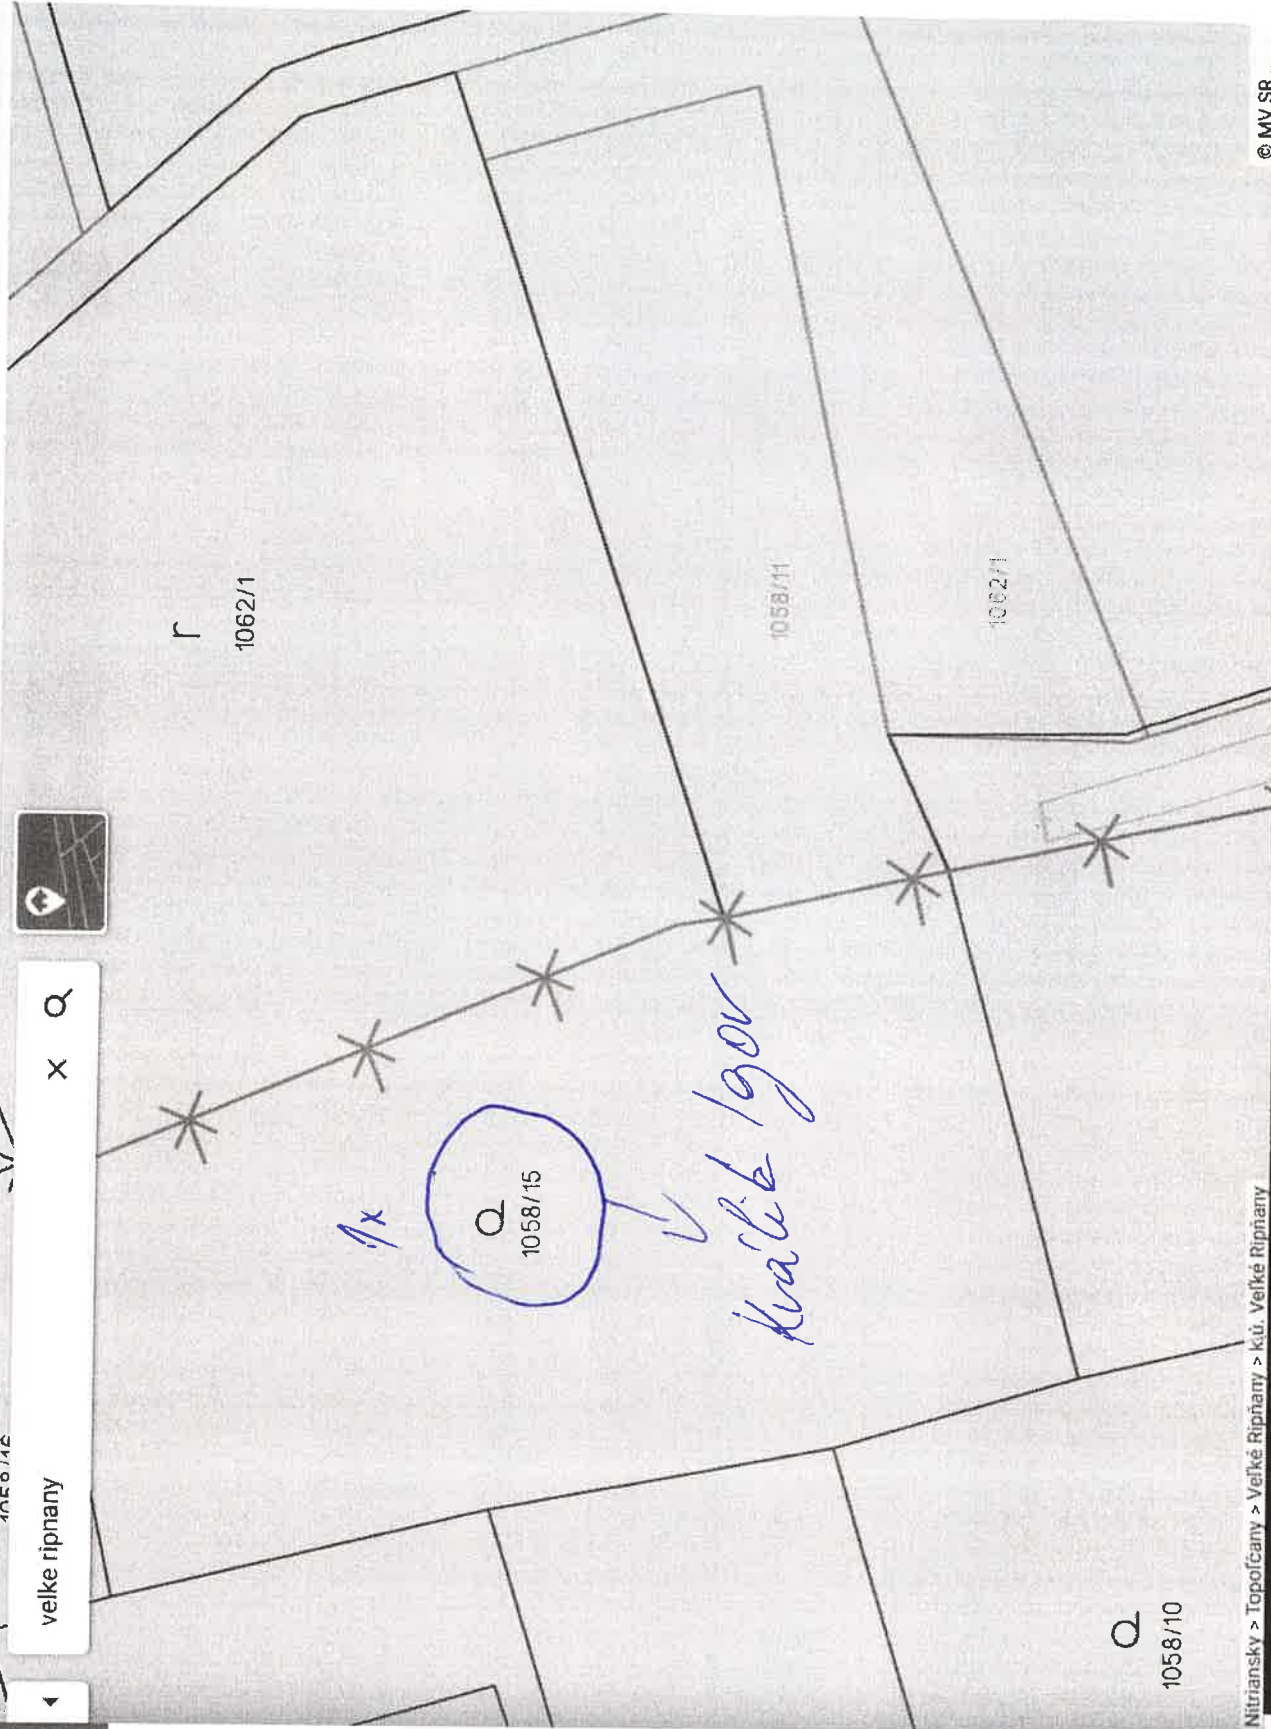 velke ripnany
x
г
1062/1
1058/11
1062/1
1x
1058/15
Králik Igor
1058/10
Nitriansky > Topoľčany > Veľké Ripňany > k.ú. Veľké Ripňany
© MV SR